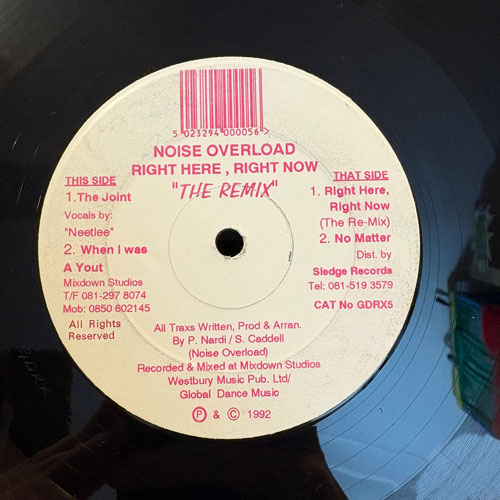 5 023294 000056 >
NOISE OVERLOAD
RIGHT HERE , RIGHT NOW
"THE REMIX"
THIS SIDE
1.The Joint
Vocals by:
"Neetlee"
2. When I was
A Yout
Mixdown Studios
T/F 081-297 8074
Mob: 0850 602145
All Rights
Reserved
THAT SIDE
1. Right Here,
Right Now
(The Re-Mix)
2. No Matter
Dist. by
Sledge Records
Tel: 081-519 3579
CAT No GDRX5
All Traxs Written, Prod & Arran.
By P. Nardi / S. Caddell
(Noise Overload)
Recorded & Mixed at Mixdown Studios
Westbury Music Pub. Ltd/
Global Dance Music
Ⓟ & © 1992